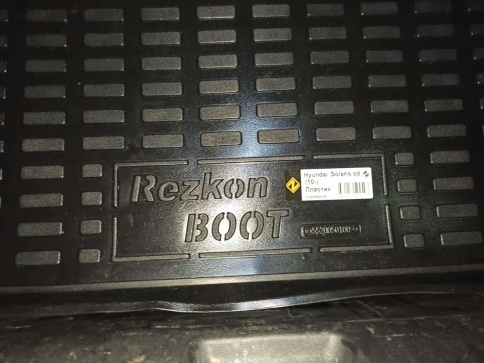 Rezkon
BOOT
Hyundai Solaris sd
(10-)
Пластик